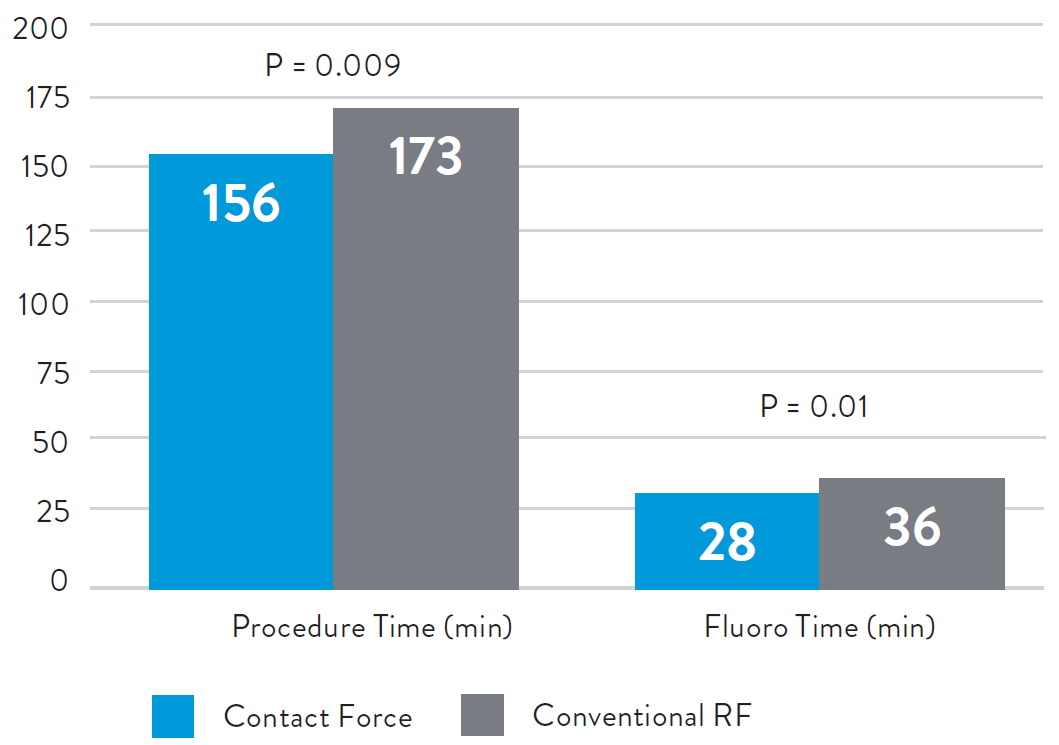 200
P = 0.009
175
173
150
156
125
100
75
P = 0.01
50
25
28
36
0
Procedure Time (min)
Fluoro Time (min)
Contact Force
Conventional RF